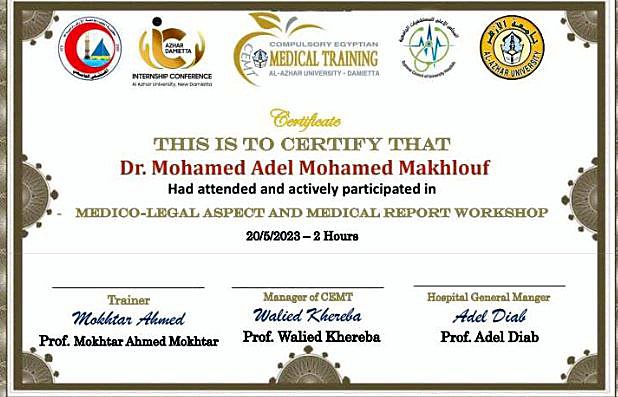 AZHAR
DAMIETTA
INTERNSHIP CONFERENCE
Al Azhar University, New Damietta
CEMT
COMPULSORY EGYPTIAN
MEDICAL TRAINING
AL-AZHAR UNIVERSITY - DAMIETTA
جامعة الأزهر
AL-AZHAR UNIVERSITY
Certificate
THIS IS TO CERTIFY THAT
Dr. Mohamed Adel Mohamed Makhlouf
Had attended and actively participated in
- MEDICO-LEGAL ASPECT AND MEDICAL REPORT WORKSHOP
20/5/2023 – 2 Hours
Trainer
Mokhtar Ahmed
Prof. Mokhtar Ahmed Mokhtar
Manager of CEMT
Walied Khereba
Prof. Walied Khereba
Hospital General Manger
Adel Diab
Prof. Adel Diab